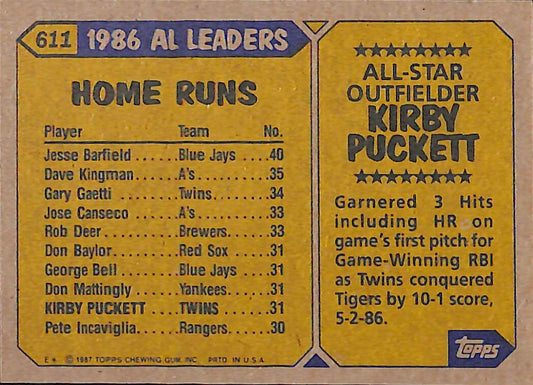 611 1986 AL LEADERS
HOME RUNS
Player Team No.
Jesse Barfield ...... Blue Jays .... 40
Dave Kingman ..... A's .......... 35
Gary Gaetti ......... Twins ........ 34
Jose Canseco ...... A's .......... 33
Rob Deer ........... Brewers ..... 33
Don Baylor .......... Red Sox ..... 31
George Bell ......... Blue Jays .... 31
Don Mattingly ...... Yankees ..... 31
KIRBY PUCKETT .... TWINS ....... 31
Pete Incaviglia ...... Rangers ..... 30
E* © 1987 TOPPS CHEWING GUM, INC. PRTD. IN U.S.A.
★★★★★★★★
ALL-STAR
OUTFIELDER
KIRBY
PUCKETT
★★★★★★★★
Garnered 3 Hits
including HR on
game's first pitch for
Game-Winning RBI
as Twins conquered
Tigers by 10-1 score,
5-2-86.
topps